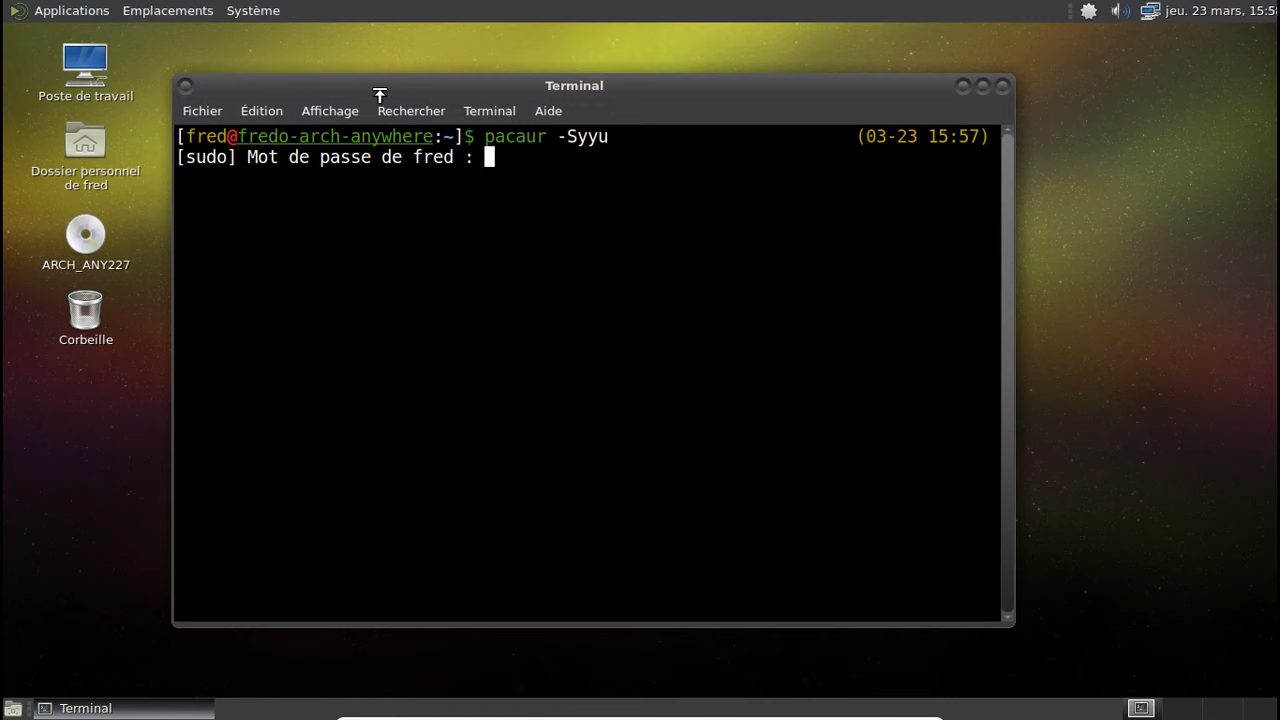 Applications Emplacements Système jeu. 23 mars, 15:5
Poste de travail
Dossier personnel
de fred
ARCH_ANY227
Corbeille
Terminal
Fichier Édition Affichage Rechercher Terminal Aide
[fred@fredo-arch-anywhere:~]$ pacaur -Syyu (03-23 15:57)
[sudo] Mot de passe de fred :
Terminal